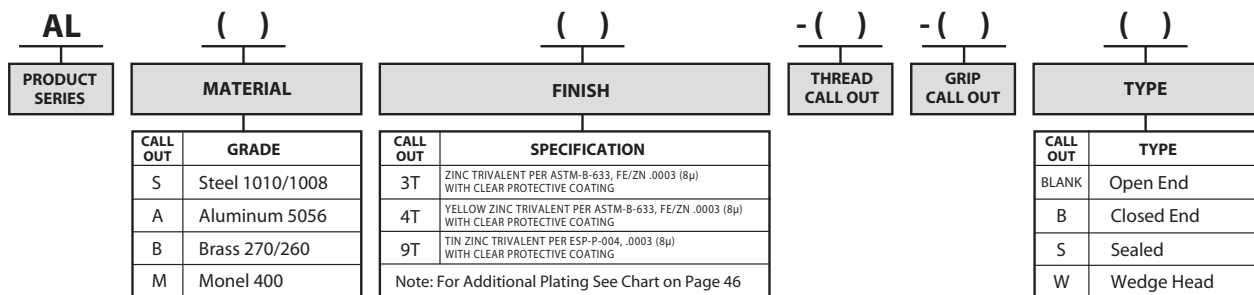 AL ( ) ( ) - ( ) - ( ) ( )
PRODUCT
SERIES
MATERIAL
FINISH
THREAD
CALL OUT
GRIP
CALL OUT
TYPE
CALL
OUT
GRADE
S Steel 1010/1008
A Aluminum 5056
B Brass 270/260
M Monel 400
CALL
OUT
SPECIFICATION
3T ZINC TRIVALENT PER ASTM-B-633, FE/ZN .0003 (8µ)
WITH CLEAR PROTECTIVE COATING
4T YELLOW ZINC TRIVALENT PER ASTM-B-633, FE/ZN .0003 (8µ)
WITH CLEAR PROTECTIVE COATING
9T TIN ZINC TRIVALENT PER ESP-P-004, .0003 (8µ)
WITH CLEAR PROTECTIVE COATING
Note: For Additional Plating See Chart on Page 46
CALL
OUT
TYPE
BLANK Open End
B Closed End
S Sealed
W Wedge Head